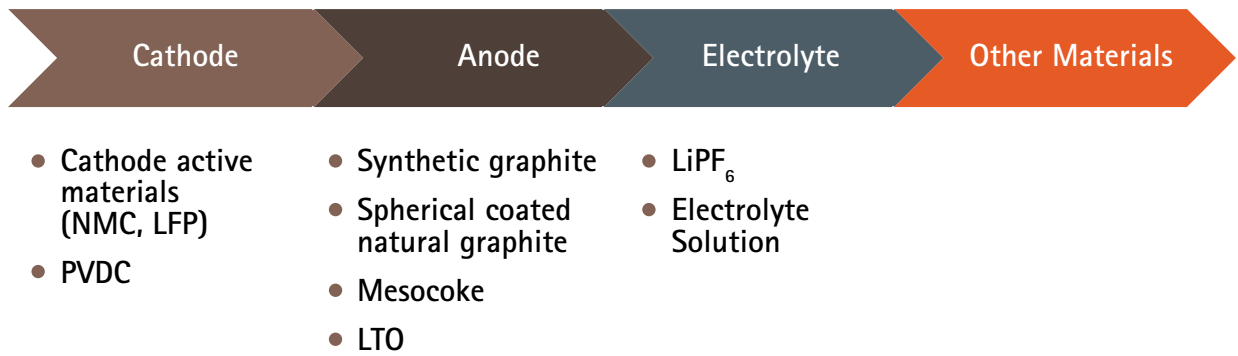 Cathode
Anode
Electrolyte
Other Materials
• Cathode active
materials
(NMC, LFP)
• PVDC
• Synthetic graphite
• Spherical coated
natural graphite
• Mesocoke
• LTO
• LiPF₆
• Electrolyte
Solution